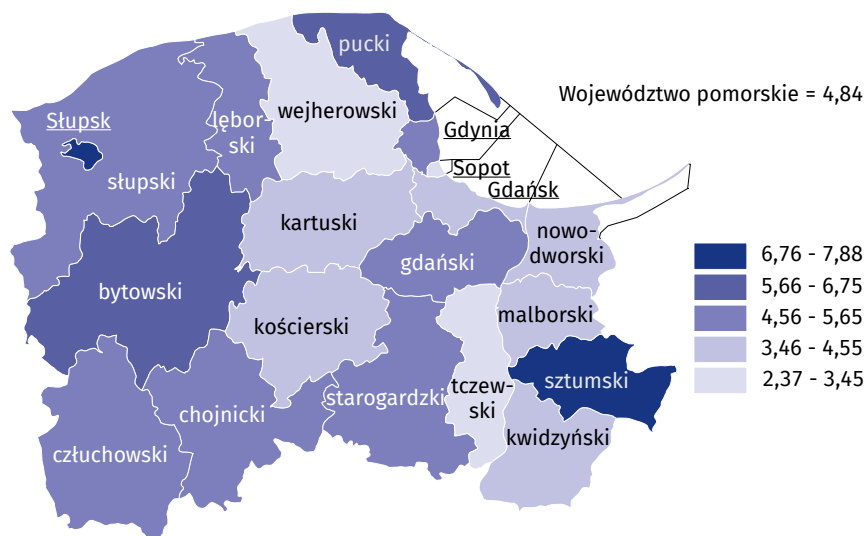 pucki
Województwo pomorskie = 4,84
wejherowski
Słupsk
lębor-
ski
Gdynia
Sopot
słupski
Gdańsk
kartuski
nowo-
dworski
gdański
bytowski
malborski
kościerski
sztumski
tczew-
ski
starogardzki
chojnicki
kwidzyński
człuchowski
6,76 - 7,88
5,66 - 6,75
4,56 - 5,65
3,46 - 4,55
2,37 - 3,45